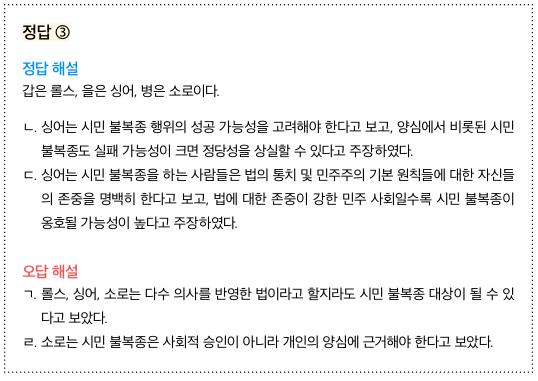 정답 ③
정답 해설
갑은 롤스, 을은 싱어, 병은 소로이다.
ㄴ. 싱어는 시민 불복종 행위의 성공 가능성을 고려해야 한다고 보고, 양심에서 비롯된 시민
불복종도 실패 가능성이 크면 정당성을 상실할 수 있다고 주장하였다.
ㄷ. 싱어는 시민 불복종을 하는 사람들은 법의 통치 및 민주주의 기본 원칙들에 대한 자신들
의 존중을 명백히 한다고 보고, 법에 대한 존중이 강한 민주 사회일수록 시민 불복종이
옹호될 가능성이 높다고 주장하였다.
오답 해설
ㄱ. 롤스, 싱어, 소로는 다수 의사를 반영한 법이라고 할지라도 시민 불복종 대상이 될 수 있
다고 보았다.
ㄹ. 소로는 시민 불복종은 사회적 승인이 아니라 개인의 양심에 근거해야 한다고 보았다.